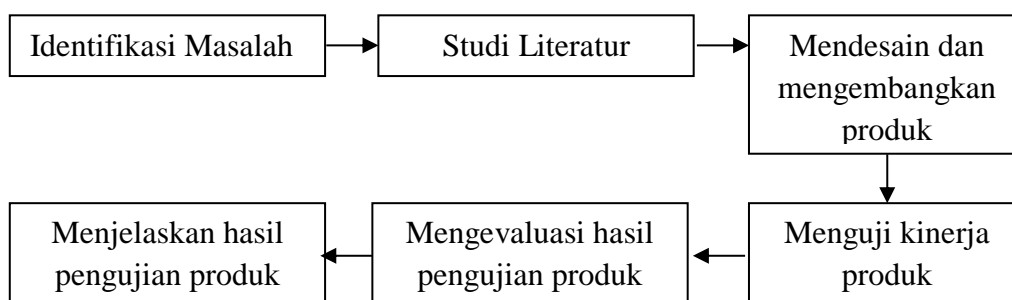 Identifikasi Masalah
Studi Literatur
Mendesain dan
mengembangkan
produk
Menguji kinerja
produk
Mengevaluasi hasil
pengujian produk
Menjelaskan hasil
pengujian produk